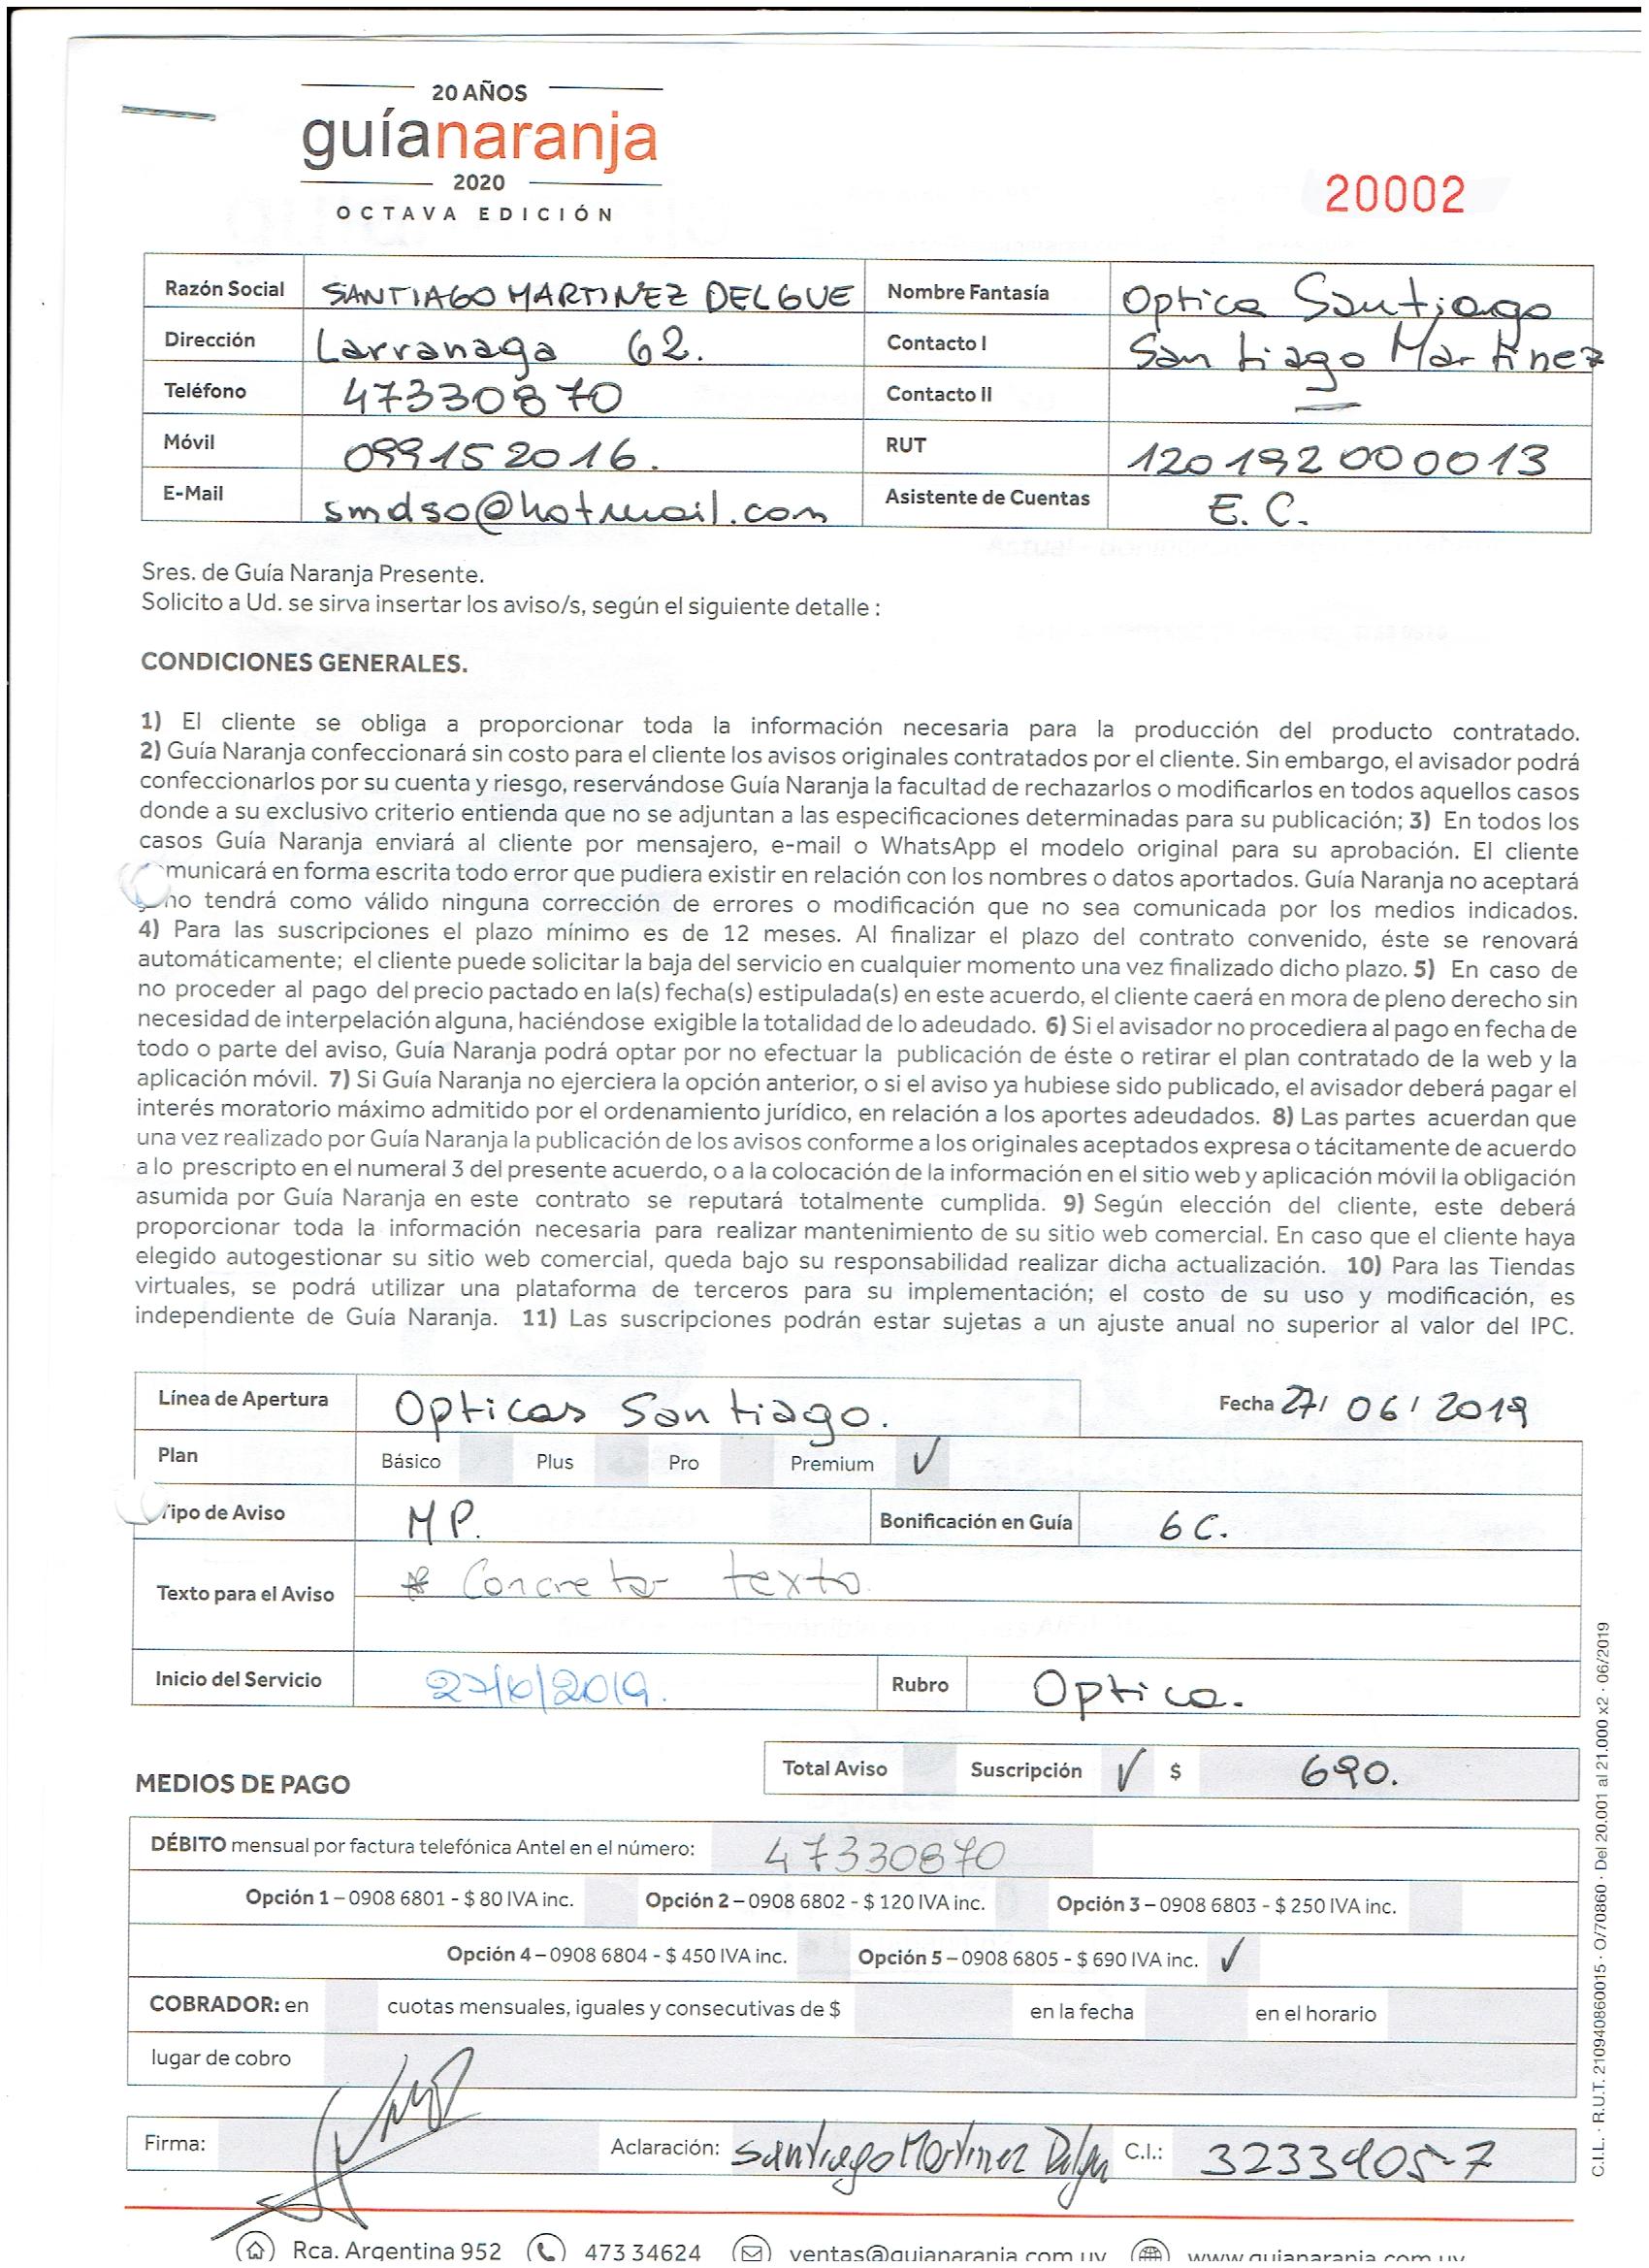 20 AÑOS
guíanaranja
2020
OCTAVA EDICIÓN
20002
Razón Social SANTIAGO MARTINEZ DELGUE Nombre Fantasía Optica Santiago
Dirección Larranaga 62. Contacto I Santiago Martinez
Teléfono 47330870 Contacto II —
Móvil 099152016. RUT 120192000013
E-Mail smdso@hotmail.com Asistente de Cuentas E. C.
Sres. de Guía Naranja Presente.
Solicito a Ud. se sirva insertar los aviso/s, según el siguiente detalle :
CONDICIONES GENERALES.
1) El cliente se obliga a proporcionar toda la información necesaria para la producción del producto contratado.
2) Guía Naranja confeccionará sin costo para el cliente los avisos originales contratados por el cliente. Sin embargo, el avisador podrá
confeccionarlos por su cuenta y riesgo, reservándose Guía Naranja la facultad de rechazarlos o modificarlos en todos aquellos casos
donde a su exclusivo criterio entienda que no se adjuntan a las especificaciones determinadas para su publicación; 3) En todos los
casos Guía Naranja enviará al cliente por mensajero, e-mail o WhatsApp el modelo original para su aprobación. El cliente
municará en forma escrita todo error que pudiera existir en relación con los nombres o datos aportados. Guía Naranja no aceptará
no tendrá como válido ninguna corrección de errores o modificación que no sea comunicada por los medios indicados.
4) Para las suscripciones el plazo mínimo es de 12 meses. Al finalizar el plazo del contrato convenido, éste se renovará
automáticamente; el cliente puede solicitar la baja del servicio en cualquier momento una vez finalizado dicho plazo. 5) En caso de
no proceder al pago del precio pactado en la(s) fecha(s) estipulada(s) en este acuerdo, el cliente caerá en mora de pleno derecho sin
necesidad de interpelación alguna, haciéndose exigible la totalidad de lo adeudado. 6) Si el avisador no procediera al pago en fecha de
todo o parte del aviso, Guía Naranja podrá optar por no efectuar la publicación de éste o retirar el plan contratado de la web y la
aplicación móvil. 7) Si Guía Naranja no ejerciera la opción anterior, o si el aviso ya hubiese sido publicado, el avisador deberá pagar el
interés moratorio máximo admitido por el ordenamiento jurídico, en relación a los aportes adeudados. 8) Las partes acuerdan que
una vez realizado por Guía Naranja la publicación de los avisos conforme a los originales aceptados expresa o tácitamente de acuerdo
a lo prescripto en el numeral 3 del presente acuerdo, o a la colocación de la información en el sitio web y aplicación móvil la obligación
asumida por Guía Naranja en este contrato se reputará totalmente cumplida. 9) Según elección del cliente, este deberá
proporcionar toda la información necesaria para realizar mantenimiento de su sitio web comercial. En caso que el cliente haya
elegido autogestionar su sitio web comercial, queda bajo su responsabilidad realizar dicha actualización. 10) Para las Tiendas
virtuales, se podrá utilizar una plataforma de terceros para su implementación; el costo de su uso y modificación, es
independiente de Guía Naranja. 11) Las suscripciones podrán estar sujetas a un ajuste anual no superior al valor del IPC.
Línea de Apertura Opticas Santiago. Fecha 27/ 06 / 2019
Plan Básico Plus Pro Premium ✓
Tipo de Aviso MP. Bonificación en Guía 6C.
Texto para el Aviso * Concretar texto.
Inicio del Servicio 27/6/2019. Rubro Optica.
Total Aviso Suscripción ✓ $ 690.
MEDIOS DE PAGO
DÉBITO mensual por factura telefónica Antel en el número: 47330870
Opción 1 – 0908 6801 - $ 80 IVA inc. Opción 2 – 0908 6802 - $ 120 IVA inc. Opción 3 – 0908 6803 - $ 250 IVA inc.
Opción 4 – 0908 6804 - $ 450 IVA inc. Opción 5 – 0908 6805 - $ 690 IVA inc. ✓
COBRADOR: en cuotas mensuales, iguales y consecutivas de $ en la fecha en el horario
lugar de cobro
Firma: Aclaración: Santiago Martinez Delgue C.I.: 3233905-7
Rca. Argentina 952 473 34624 ventas@guianaranja.com.uy www.guianaranja.com.uy
C.I.L. · R.U.T. 210940860015 · O/70860 · Del 20.001 al 21.000 x2 · 06/2019